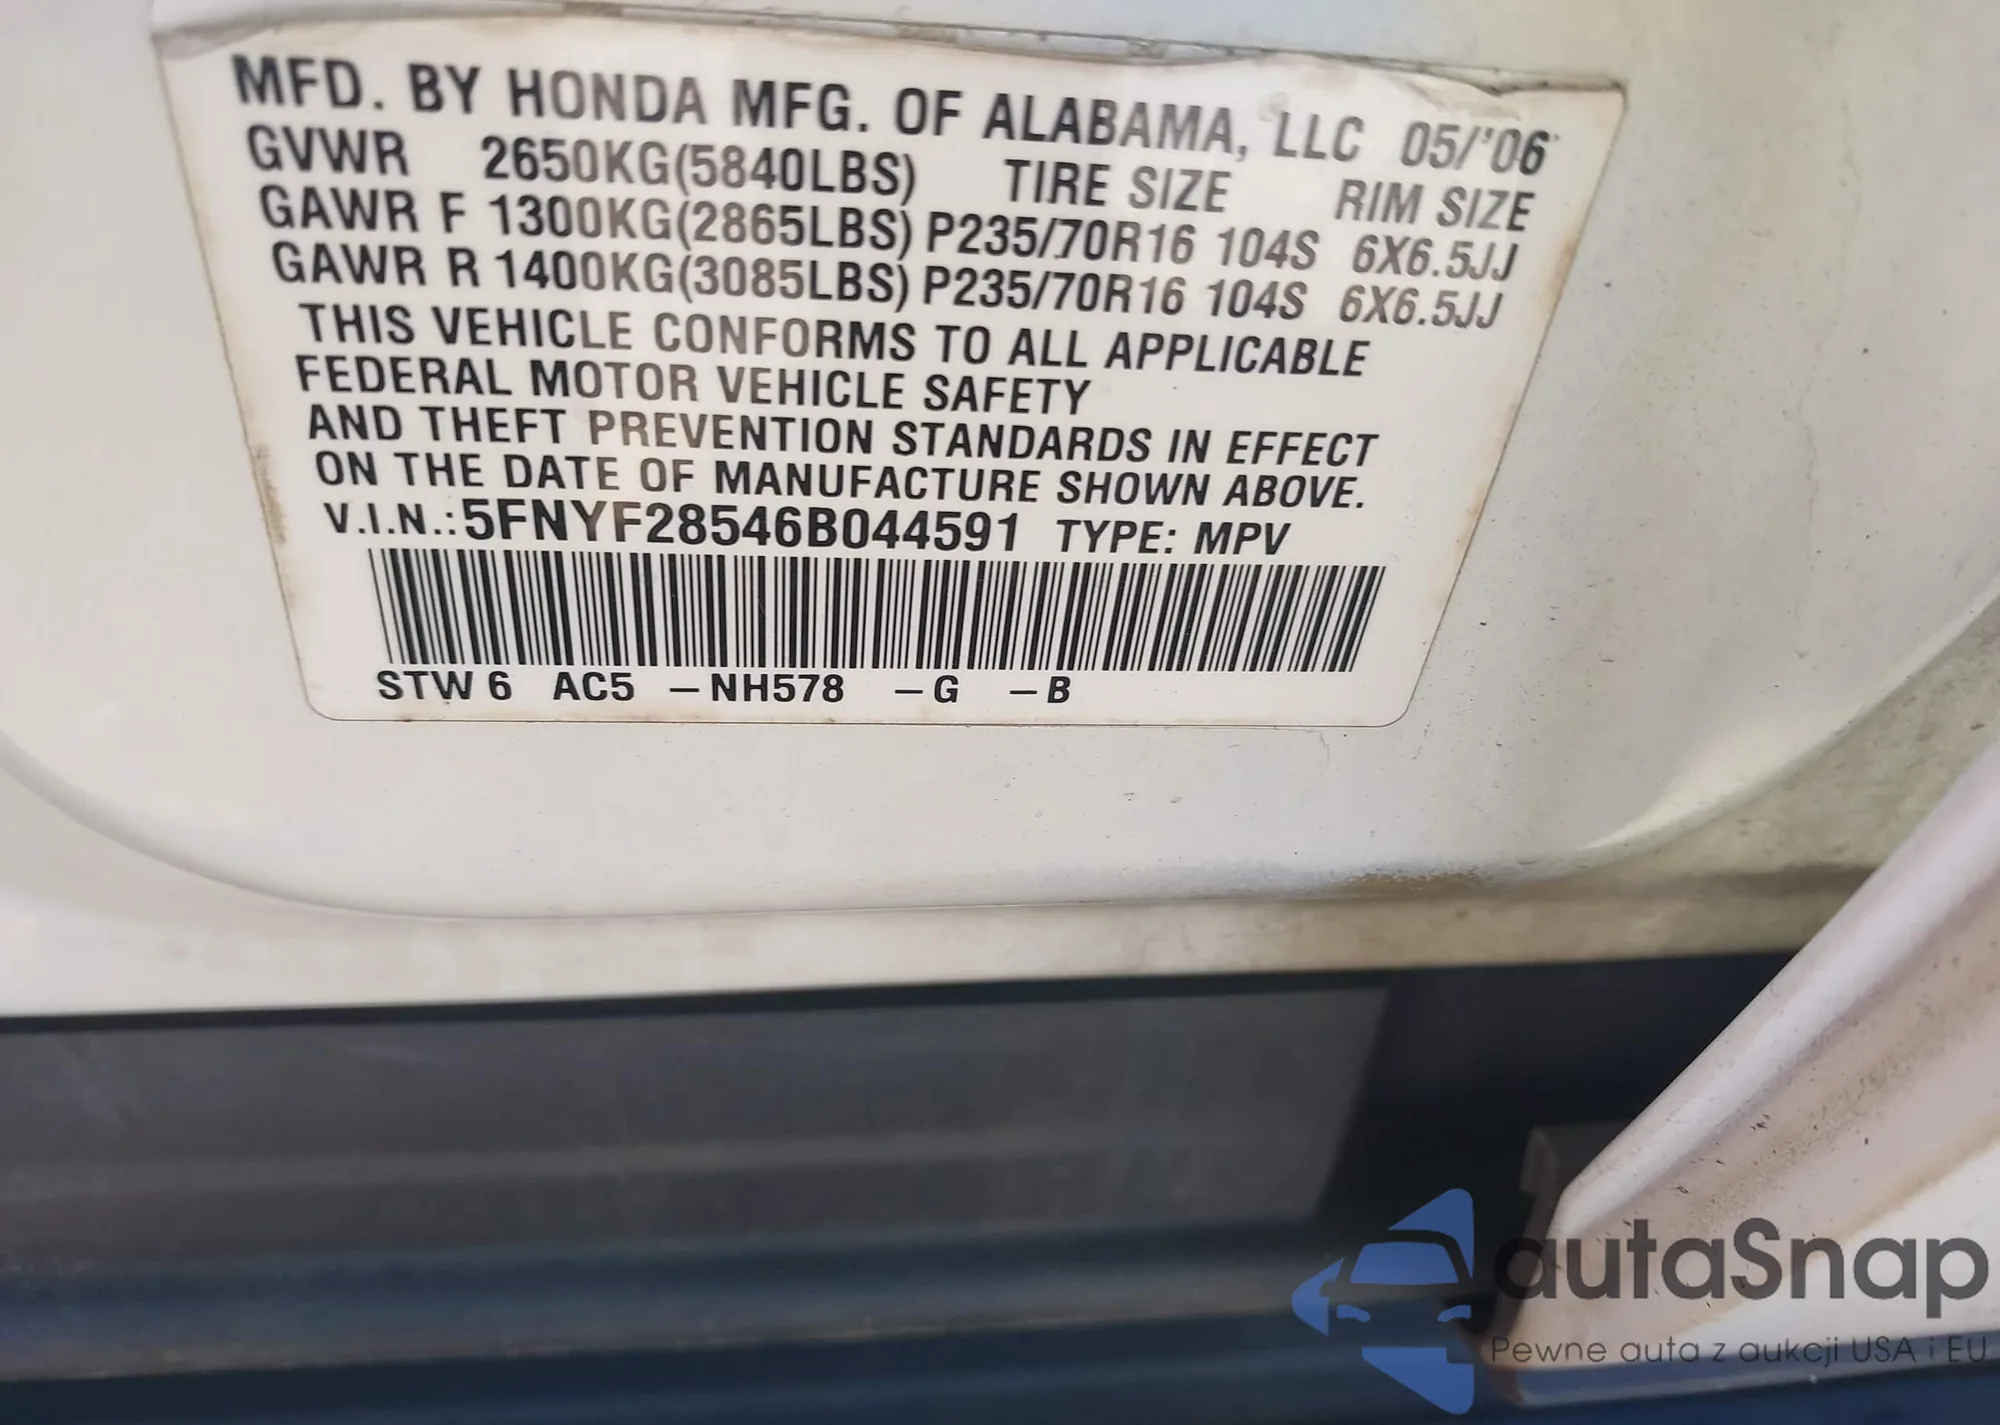 MFD. BY HONDA MFG. OF ALABAMA, LLC 05/'06
GVWR 2650KG(5840LBS) TIRE SIZE RIM SIZE
GAWR F 1300KG(2865LBS) P235/70R16 104S 6X6.5JJ
GAWR R 1400KG(3085LBS) P235/70R16 104S 6X6.5JJ
THIS VEHICLE CONFORMS TO ALL APPLICABLE
FEDERAL MOTOR VEHICLE SAFETY
AND THEFT PREVENTION STANDARDS IN EFFECT
ON THE DATE OF MANUFACTURE SHOWN ABOVE.
V.I.N.: 5FNYF28546B044591 TYPE: MPV
STW 6 AC5 –NH578 –G –B
autaSnap
Pewne auta z aukcji USA i EU